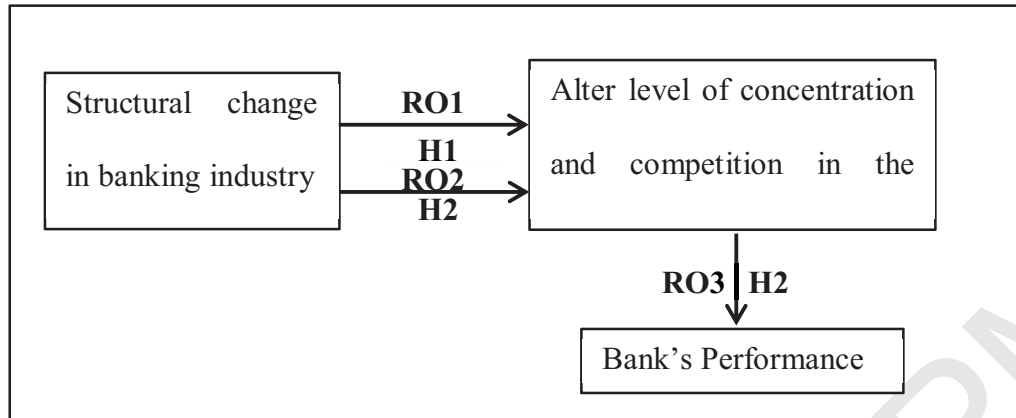 Structural change
in banking industry
RO1
H1
RO2
H2
Alter level of concentration
and competition in the
RO3 H2
Bank's Performance
PM